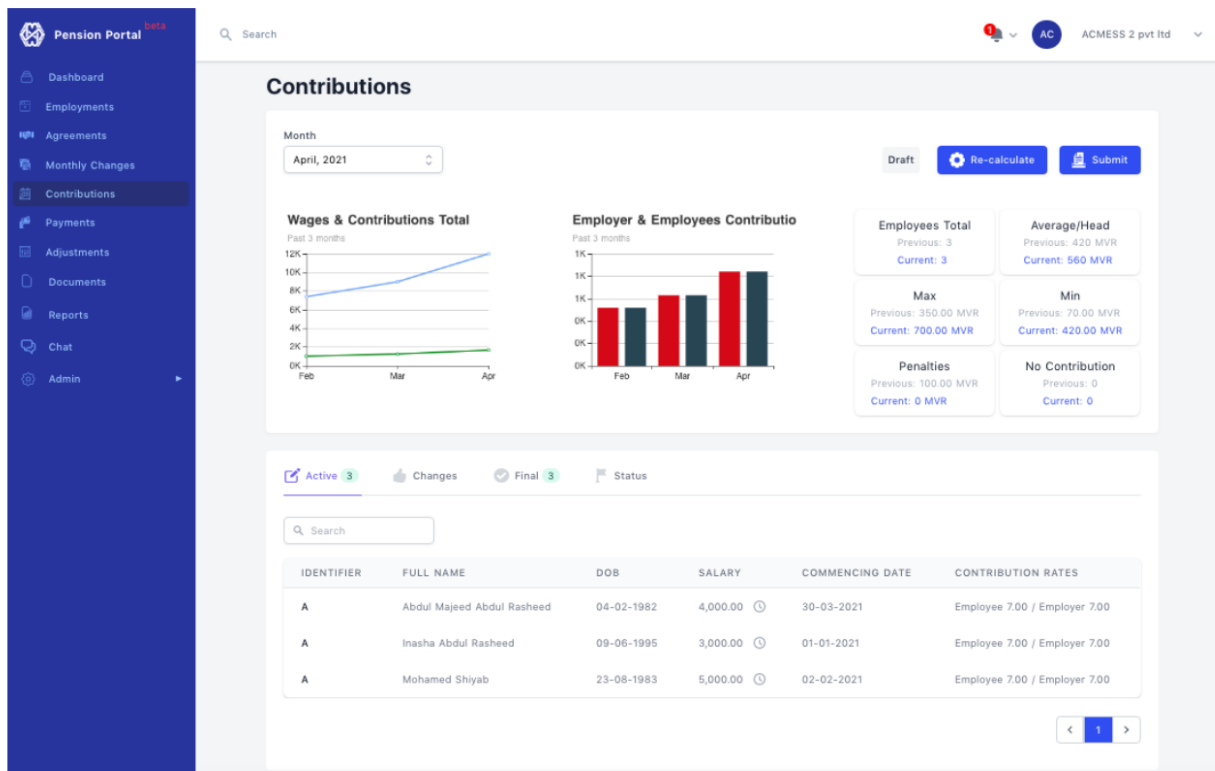 Pension Portal beta
Search
1
AC
ACMESS 2 pvt ltd
Dashboard
Employments
Agreements
Monthly Changes
Contributions
Payments
Adjustments
Documents
Reports
Chat
Admin
Contributions
Month
April, 2021
Draft
Re-calculate
Submit
Wages & Contributions Total
Past 3 months
12K
10K
8K
6K
4K
2K
0K
Feb Mar Apr
Employer & Employees Contributio
Past 3 months
1K
1K
1K
0K
0K
0K
Feb Mar Apr
Employees Total
Previous: 3
Current: 3
Average/Head
Previous: 420 MVR
Current: 560 MVR
Max
Previous: 350.00 MVR
Current: 700.00 MVR
Min
Previous: 70.00 MVR
Current: 420.00 MVR
Penalties
Previous: 100.00 MVR
Current: 0 MVR
No Contribution
Previous: 0
Current: 0
Active 3 Changes Final 3 Status
Search
IDENTIFIER FULL NAME DOB SALARY COMMENCING DATE CONTRIBUTION RATES
A Abdul Majeed Abdul Rasheed 04-02-1982 4,000.00 30-03-2021 Employee 7.00 / Employer 7.00
A Inasha Abdul Rasheed 09-06-1995 3,000.00 01-01-2021 Employee 7.00 / Employer 7.00
A Mohamed Shiyab 23-08-1983 5,000.00 02-02-2021 Employee 7.00 / Employer 7.00
1